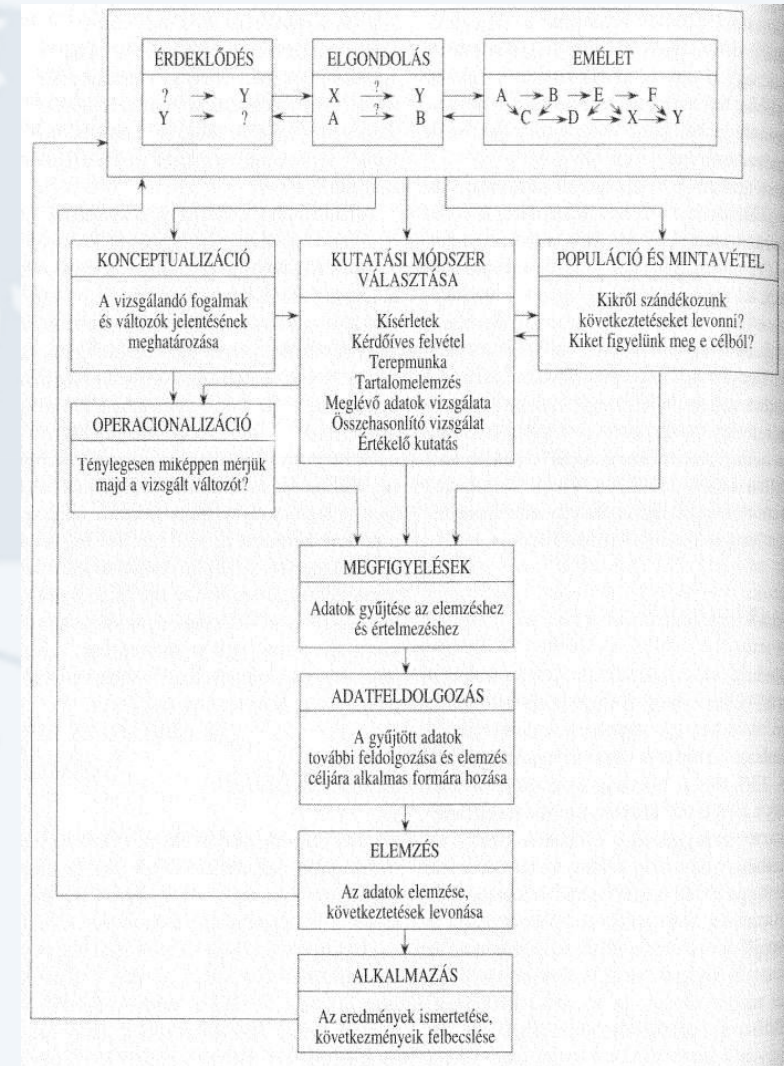 ÉRDEKLŐDÉS
? → Y
Y → ?
ELGONDOLÁS
X ? → Y
A ? → B
EMÉLET
A → B → E → F
C → D → X → Y
KONCEPTUALIZÁCIÓ
A vizsgálandó fogalmak
és változók jelentésének
meghatározása
KUTATÁSI MÓDSZER
VÁLASZTÁSA
Kísérletek
Kérdőíves felvétel
Terepmunka
Tartalomelemzés
Meglévő adatok vizsgálata
Összehasonlító vizsgálat
Értékelő kutatás
POPULÁCIÓ ÉS MINTAVÉTEL
Kikről szándékozunk
következtetéseket levonni?
Kiket figyelünk meg e célból?
OPERACIONALIZÁCIÓ
Ténylegesen miképpen mérjük
majd a vizsgált változót?
MEGFIGYELÉSEK
Adatok gyűjtése az elemzéshez
és értelmezéshez
ADATFELDOLGOZÁS
A gyűjtött adatok
további feldolgozása és elemzés
céljára alkalmas formára hozása
ELEMZÉS
Az adatok elemzése,
következtetések levonása
ALKALMAZÁS
Az eredmények ismertetése,
következményeik felbecslése